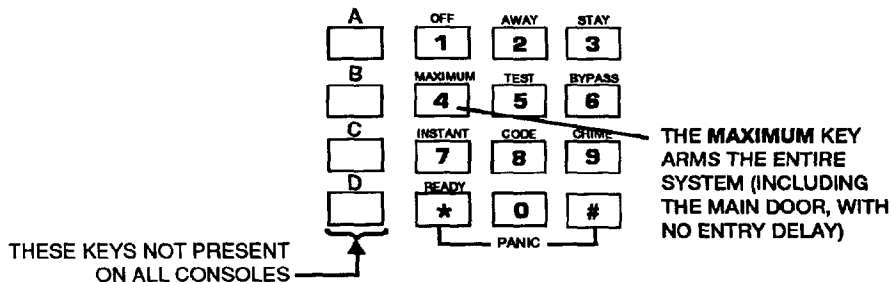 A OFF AWAY STAY
1 2 3
B MAXIMUM TEST BYPASS
4 5 6
C INSTANT CODE CHIME
7 8 9
D READY
* 0 #
PANIC
THE MAXIMUM KEY
ARMS THE ENTIRE
SYSTEM (INCLUDING
THE MAIN DOOR, WITH
NO ENTRY DELAY)
THESE KEYS NOT PRESENT
ON ALL CONSOLES